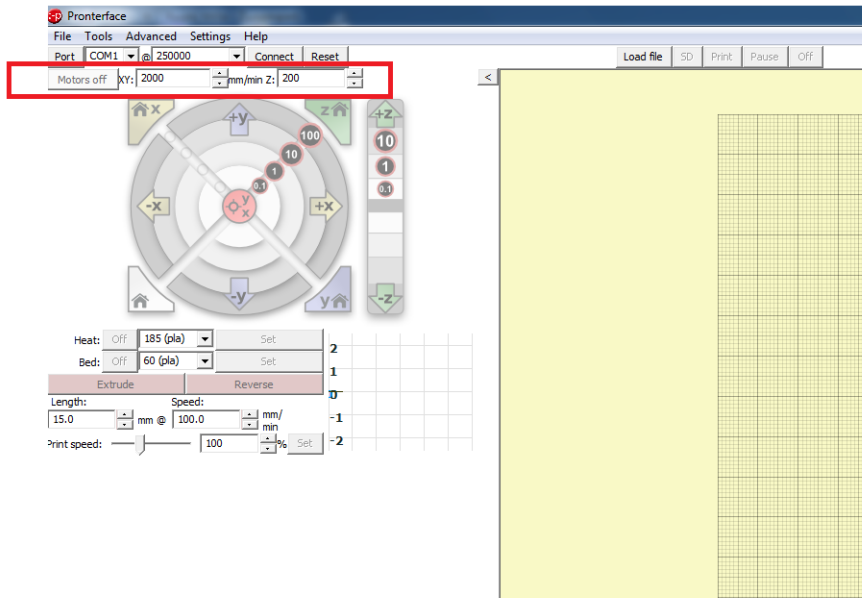 Pronterface
File Tools Advanced Settings Help
Port COM1 @ 250000 Connect Reset Load file SD Print Pause Off
Motors off XY: 2000 mm/min Z: 200
<
x +y z +z
100 10
10 1
1 0.1
0.1
-x y x +x
-y y -z
Heat: Off 185 (pla) Set
Bed: Off 60 (pla) Set
Extrude Reverse
Length: Speed:
15.0 mm @ 100.0 mm/
min
Print speed: 100 % Set
2
1
0
-1
-2